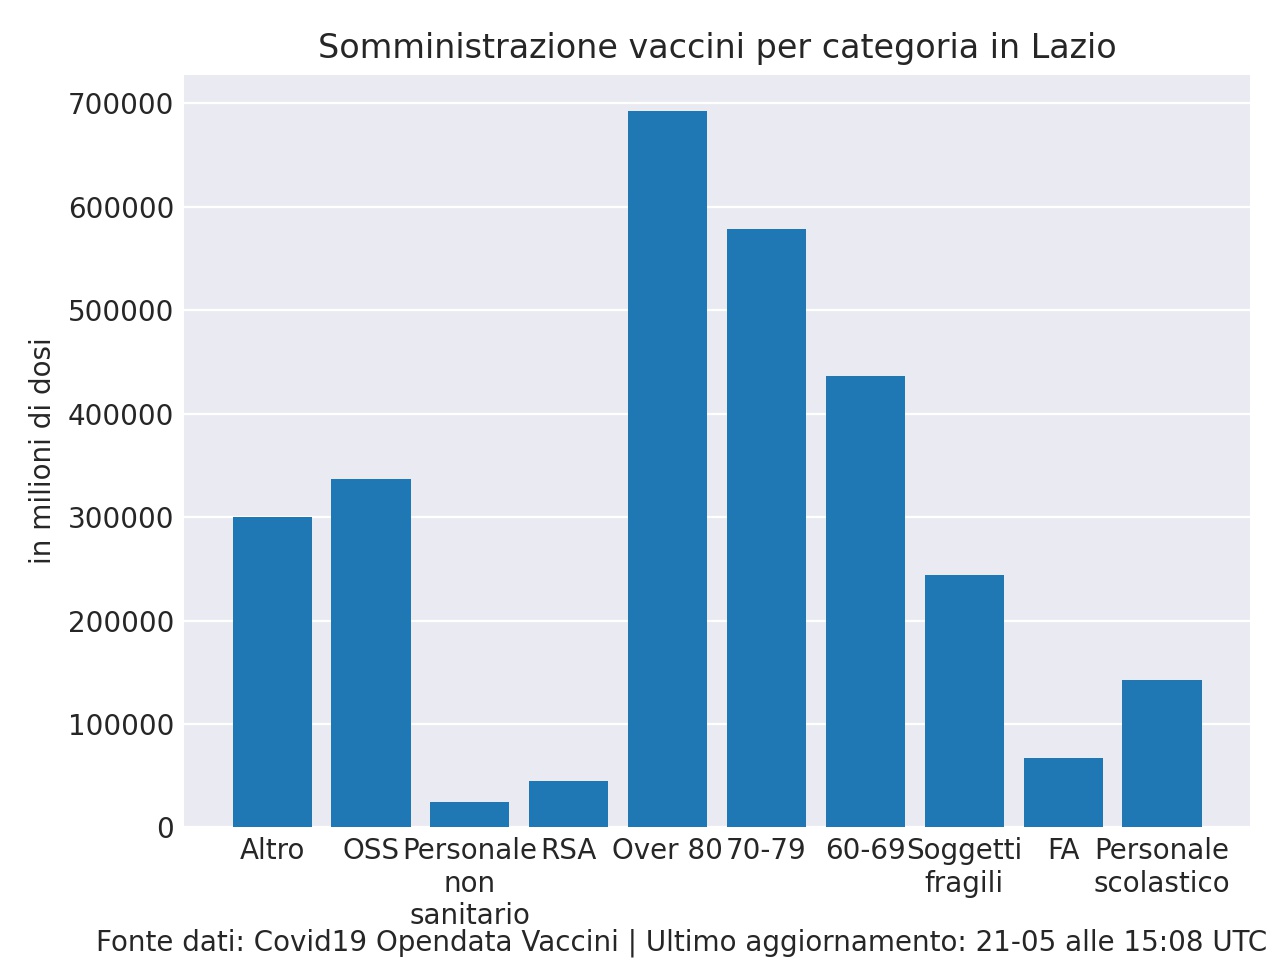 Somministrazione vaccini per categoria in Lazio
in milioni di dosi
700000
600000
500000
400000
300000
200000
100000
0
Altro
OSS
Personale
non
sanitario
RSA
Over 80
70-79
60-69
Soggetti
fragili
FA
Personale
scolastico
Fonte dati: Covid19 Opendata Vaccini | Ultimo aggiornamento: 21-05 alle 15:08 UTC